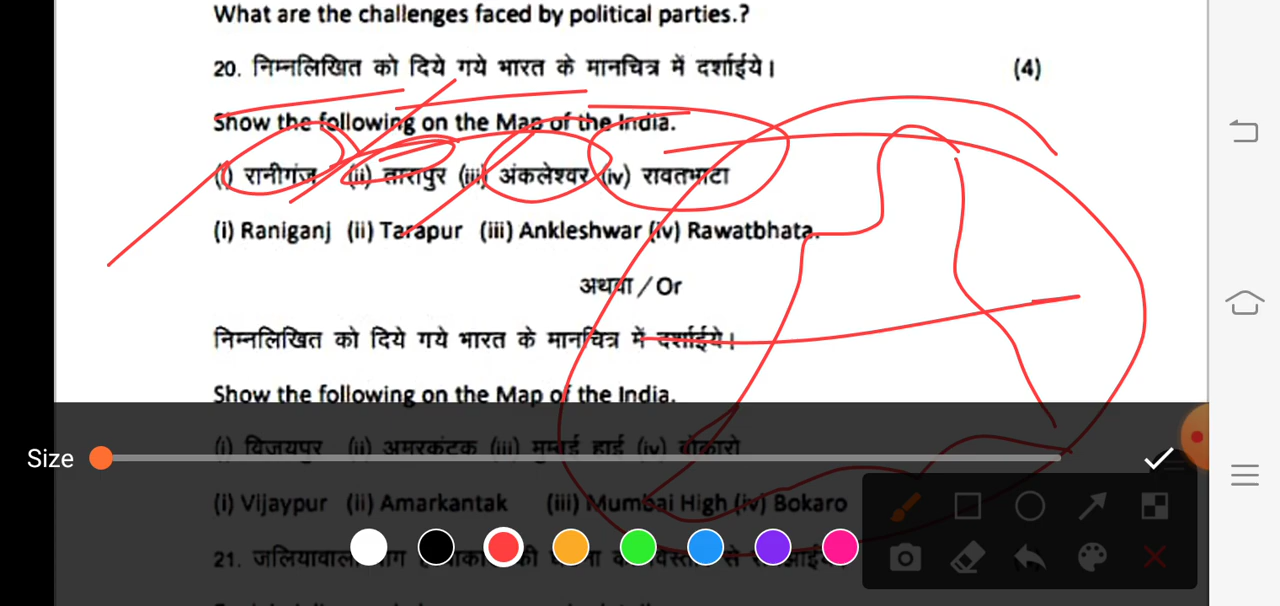 What are the challenges faced by political parties.?
20. निम्नलिखित को दिये गये भारत के मानचित्र में दर्शाईये। (4)
Show the following on the Map of the India.
(i) रानीगंज (ii) तारापुर (iii) अंकलेश्वर (iv) रावतभाटा
(i) Raniganj (ii) Tarapur (iii) Ankleshwar (iv) Rawatbhata.
अथवा / Or
निम्नलिखित को दिये गये भारत के मानचित्र में दर्शाईये।
Show the following on the Map of the India.
(i) विजयपुर (ii) अमरकंटक (iii) मुम्बई हाई (iv) बोकारो
Size
(i) Vijaypur (ii) Amarkantak (iii) Mumbai High (iv) Bokaro
21.